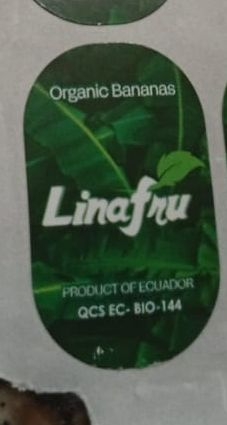 Organic Bananas
Linafru
PRODUCT OF ECUADOR
QCS EC- BIO-144